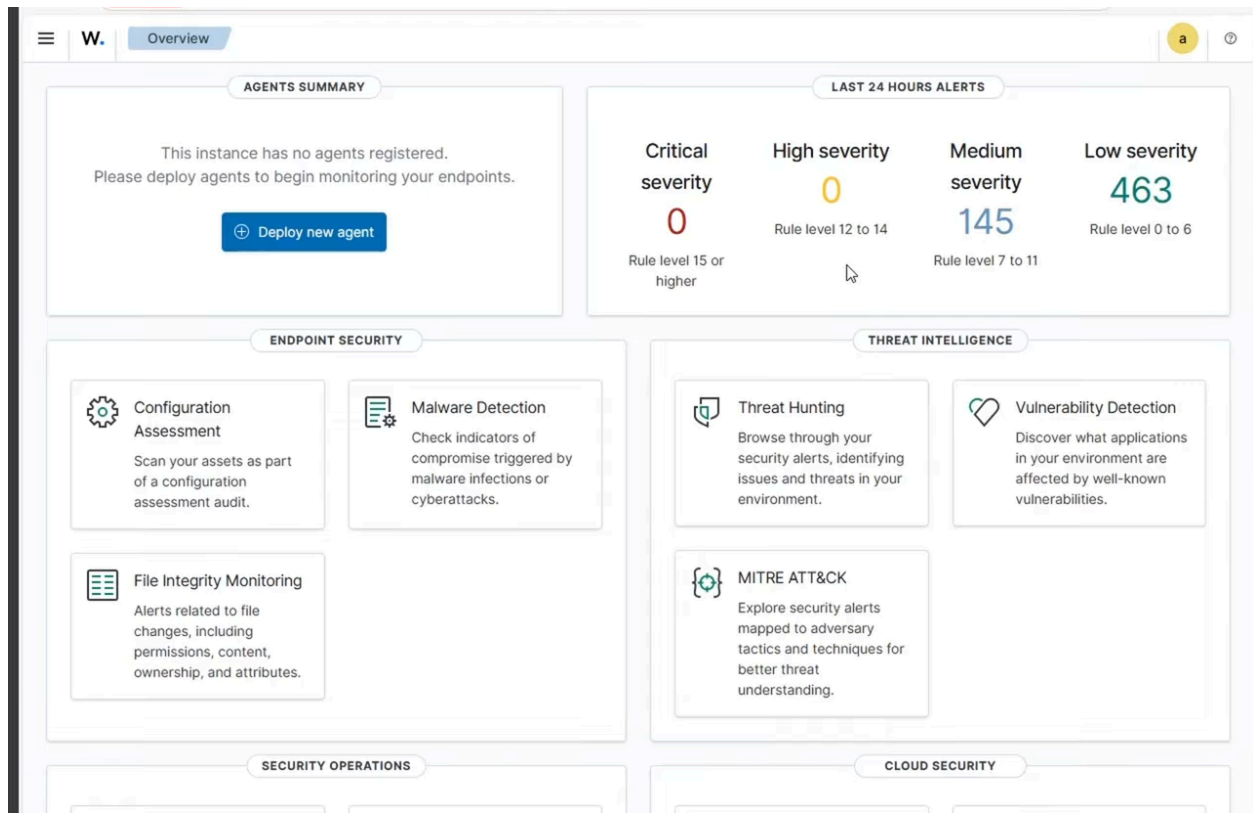 W.
Overview
a
AGENTS SUMMARY
This instance has no agents registered.
Please deploy agents to begin monitoring your endpoints.
Deploy new agent
LAST 24 HOURS ALERTS
Critical
severity
0
Rule level 15 or
higher
High severity
0
Rule level 12 to 14
Medium
severity
145
Rule level 7 to 11
Low severity
463
Rule level 0 to 6
ENDPOINT SECURITY
Configuration
Assessment
Scan your assets as part
of a configuration
assessment audit.
Malware Detection
Check indicators of
compromise triggered by
malware infections or
cyberattacks.
File Integrity Monitoring
Alerts related to file
changes, including
permissions, content,
ownership, and attributes.
THREAT INTELLIGENCE
Threat Hunting
Browse through your
security alerts, identifying
issues and threats in your
environment.
Vulnerability Detection
Discover what applications
in your environment are
affected by well-known
vulnerabilities.
MITRE ATT&CK
Explore security alerts
mapped to adversary
tactics and techniques for
better threat
understanding.
SECURITY OPERATIONS
CLOUD SECURITY